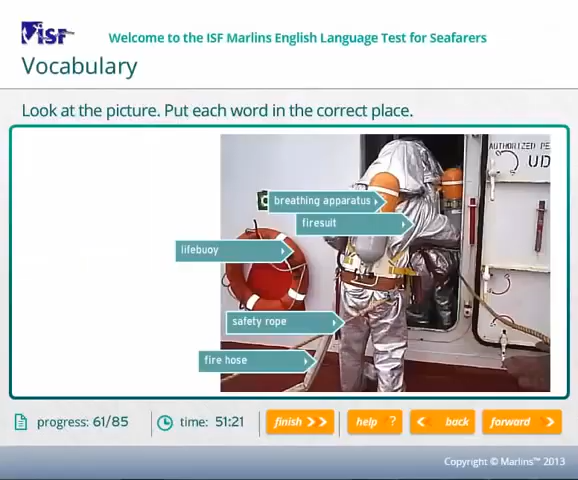 ISF
Welcome to the ISF Marlins English Language Test for Seafarers
Vocabulary
Look at the picture. Put each word in the correct place.
AUTHORIZED PE
UD
breathing apparatus
firesuit
lifebuoy
safety rope
fire hose
progress: 61/85
time: 51:21
finish >>
help ?
<< back
forward >
Copyright © Marlins™ 2013